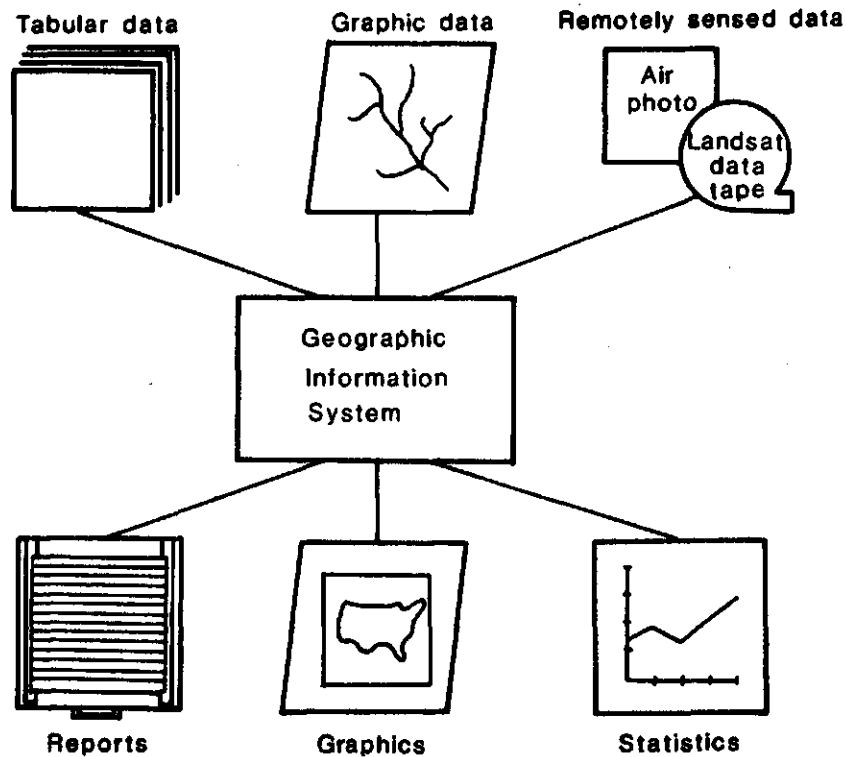 Tabular data
Graphic data
Remotely sensed data
Air
photo
Landsat
data
tape
Geographic
Information
System
Reports
Graphics
Statistics